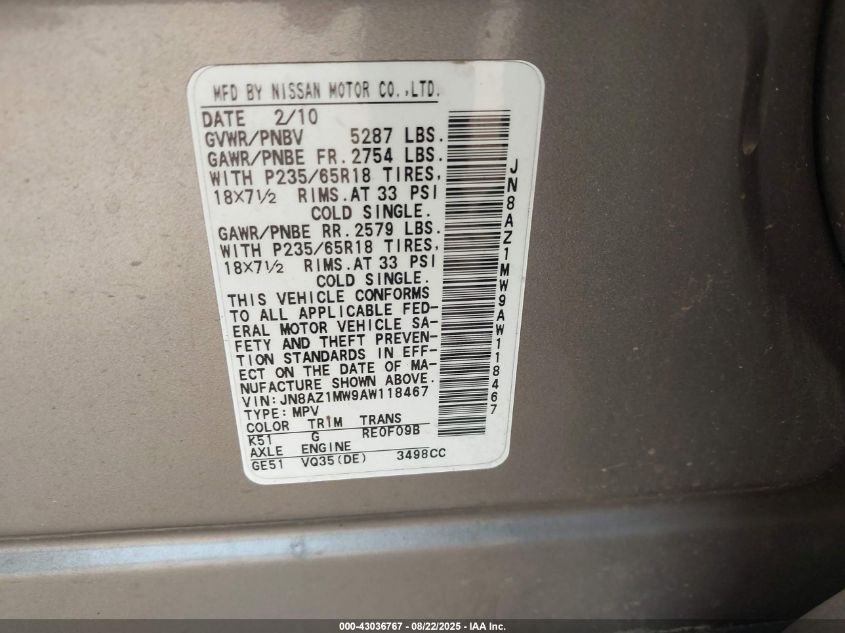 MFD BY NISSAN MOTOR CO.,LTD.
DATE 2/10
GVWR/PNBV 5287 LBS.
GAWR/PNBE FR. 2754 LBS.
WITH P235/65R18 TIRES,
18X7½ RIMS.AT 33 PSI
COLD SINGLE.
GAWR/PNBE RR. 2579 LBS.
WITH P235/65R18 TIRES,
18X7½ RIMS.AT 33 PSI
COLD SINGLE.
THIS VEHICLE CONFORMS
TO ALL APPLICABLE FED-
ERAL MOTOR VEHICLE SA-
FETY AND THEFT PREVEN-
TION STANDARDS IN EFF-
ECT ON THE DATE OF MA-
NUFACTURE SHOWN ABOVE.
VIN: JN8AZ1MW9AW118467
TYPE: MPV
COLOR TRIM TRANS
K51 G RE0F09B
AXLE ENGINE
GE51 VQ35(DE) 3498CC
JN8AZ1MW9AW118467
000-43036767 - 08/22/2025 - IAA Inc.